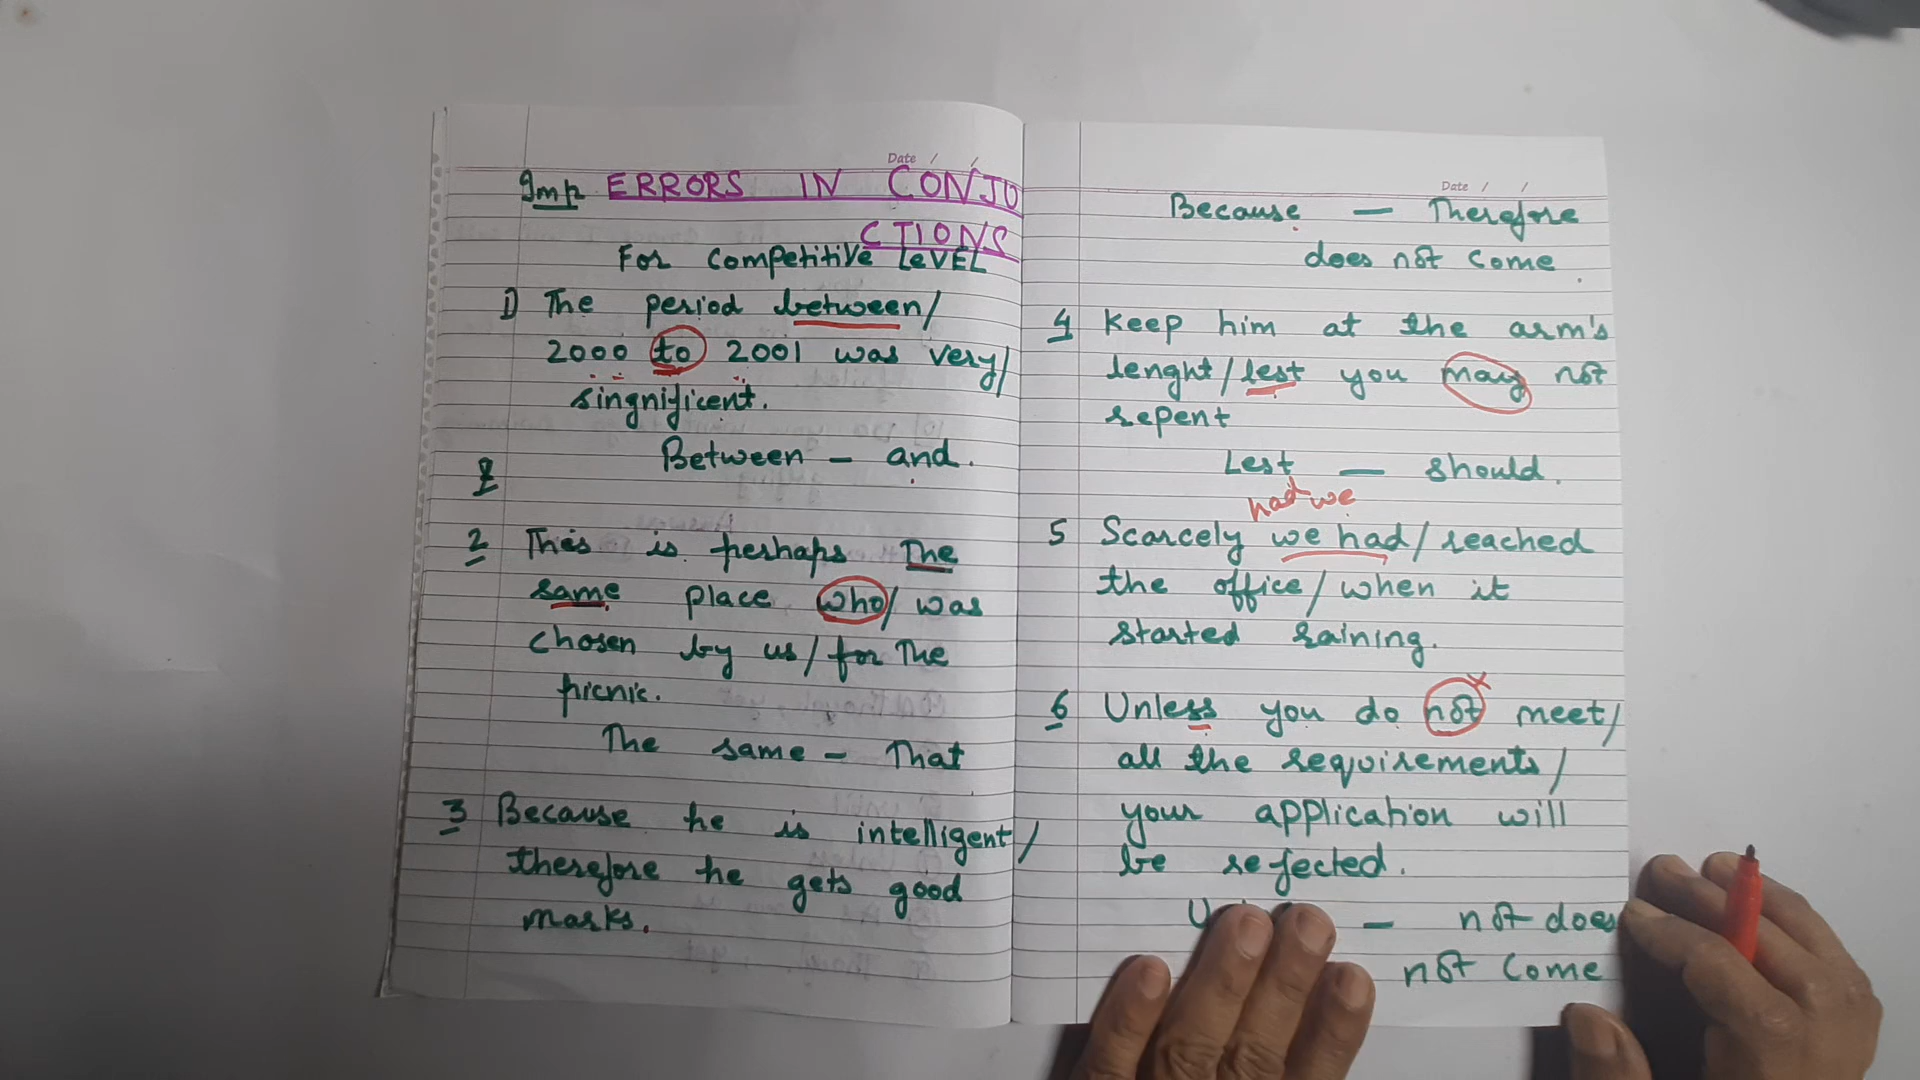 Date / /
Imp ERRORS IN CONJU
CTIONS
For Competitive LeVEL
1) The period between/
2000 to 2001 was very/
singnificent.
Between - and.
2
2 This is perhaps The
same place who/ was
chosen by us/ for The
picnic.
The same - That
3 Because he is intelligent/
therefore he gets good
marks.
Date / /
Because — Therefore
does not come.
4 Keep him at the arm's
lenght/lest you may not
repent
Lest — should.
had we
5 Scarcely we had/reached
the office/when it
started raining.
6 Unless you do not meet/
all the requirements/
your application will
be rejected.
— not does
not come